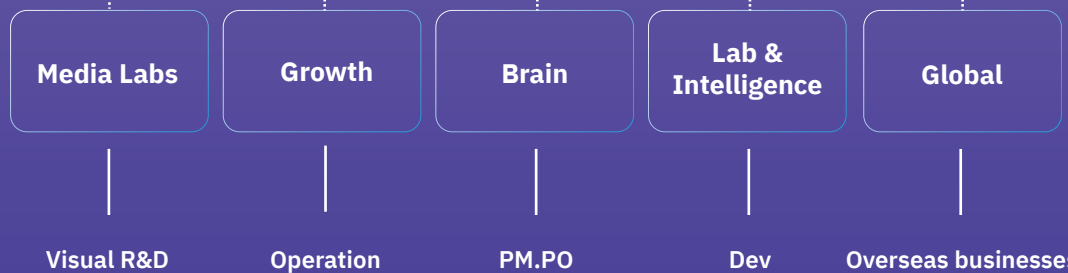 Media Labs
Growth
Brain
Lab &
Intelligence
Global
Visual R&D
Operation
PM.PO
Dev
Overseas businesses